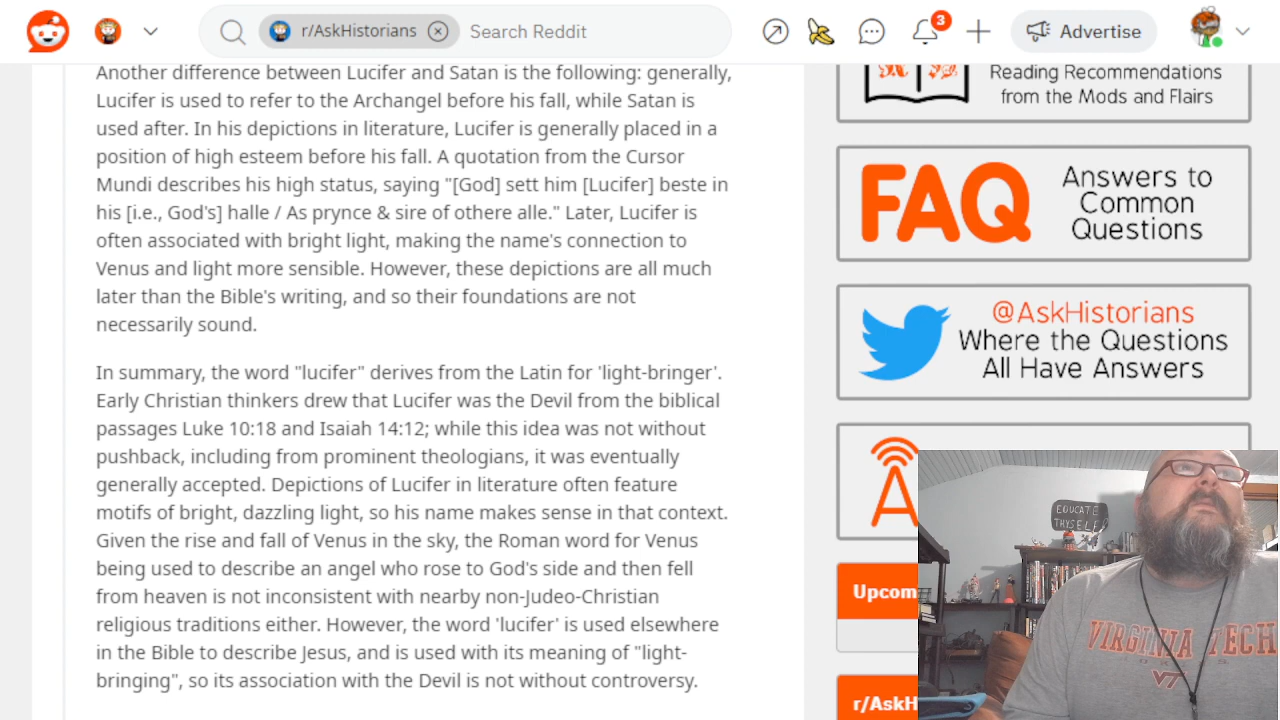 r/AskHistorians
Search Reddit
3
Advertise
Another difference between Lucifer and Satan is the following: generally,
Lucifer is used to refer to the Archangel before his fall, while Satan is
used after. In his depictions in literature, Lucifer is generally placed in a
position of high esteem before his fall. A quotation from the Cursor
Mundi describes his high status, saying "[God] sett him [Lucifer] beste in
his [i.e., God's] halle / As prynce & sire of othere alle." Later, Lucifer is
often associated with bright light, making the name's connection to
Venus and light more sensible. However, these depictions are all much
later than the Bible's writing, and so their foundations are not
necessarily sound.
In summary, the word "lucifer" derives from the Latin for 'light-bringer'.
Early Christian thinkers drew that Lucifer was the Devil from the biblical
passages Luke 10:18 and Isaiah 14:12; while this idea was not without
pushback, including from prominent theologians, it was eventually
generally accepted. Depictions of Lucifer in literature often feature
motifs of bright, dazzling light, so his name makes sense in that context.
Given the rise and fall of Venus in the sky, the Roman word for Venus
being used to describe an angel who rose to God's side and then fell
from heaven is not inconsistent with nearby non-Judeo-Christian
religious traditions either. However, the word 'lucifer' is used elsewhere
in the Bible to describe Jesus, and is used with its meaning of "light-
bringing", so its association with the Devil is not without controversy.
Reading Recommendations
from the Mods and Flairs
FAQ
Answers to
Common
Questions
@AskHistorians
Where the Questions
All Have Answers
Upcom
r/AskH
EDUCATE
THYSELF
VIRGINIA TECH
VT